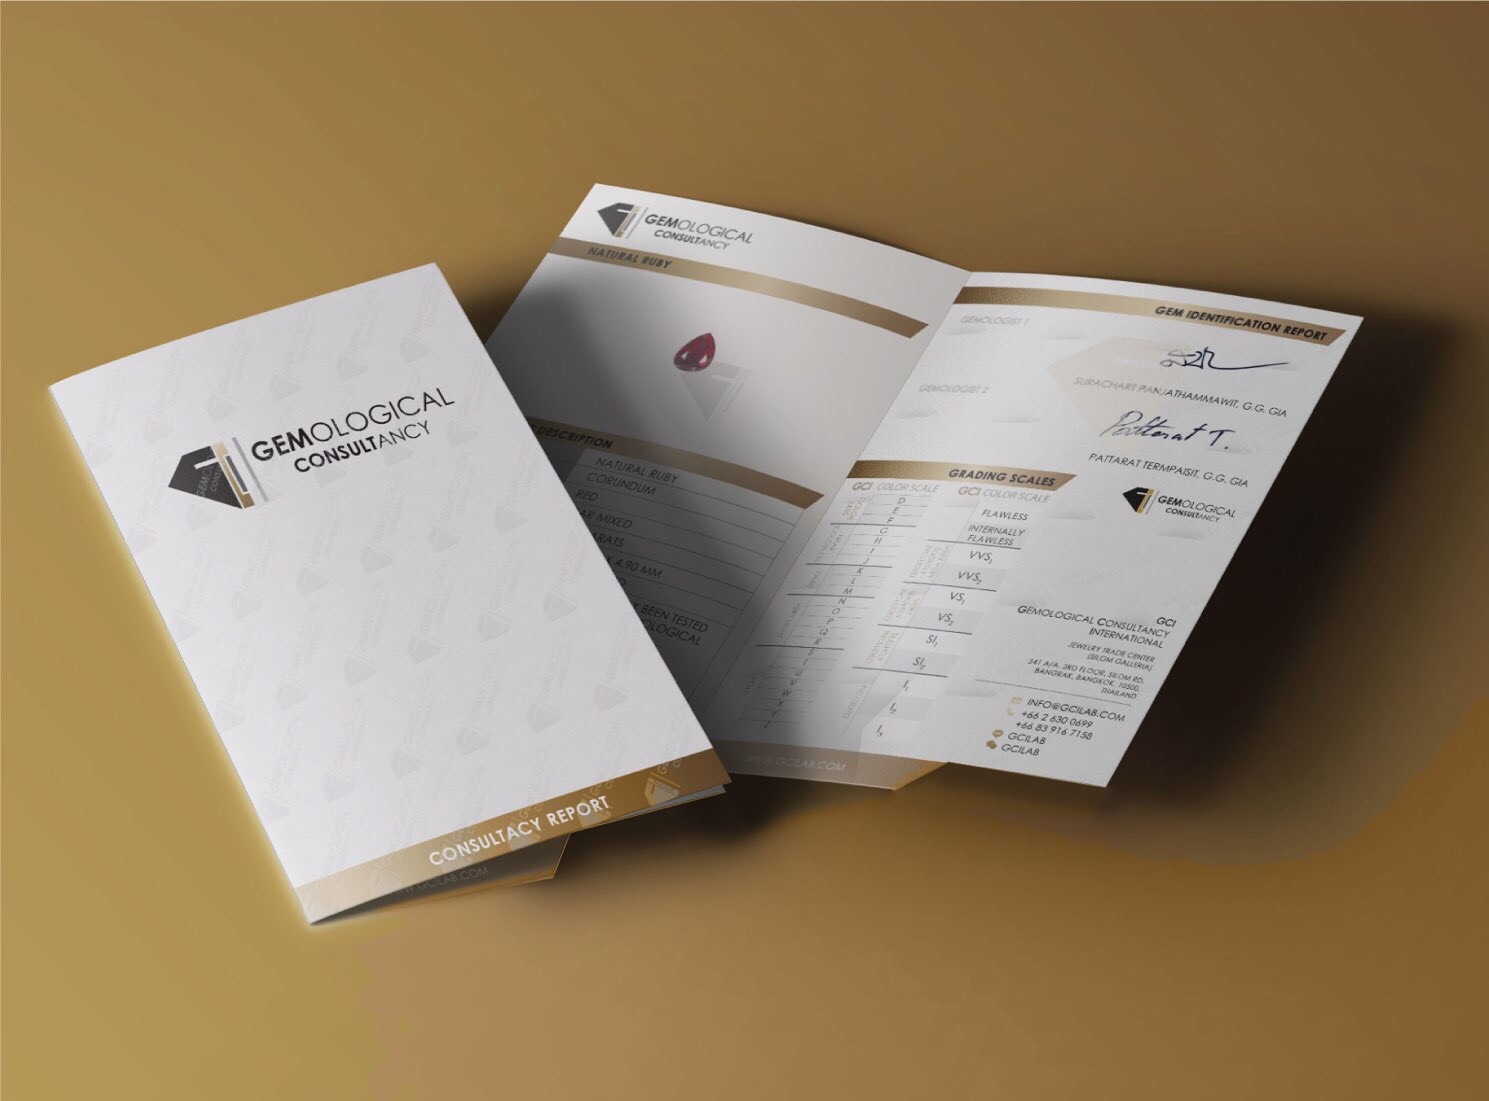 GEMOLOGICAL
CONSULTANCY
CONSULTACY REPORT
WWW.GCILAB.COM
GEMOLOGICAL
CONSULTANCY
NATURAL RUBY
DESCRIPTION
NATURAL RUBY
CORUNDUM
RED
MIXED
4.90 MM
BEEN TESTED
GEM IDENTIFICATION REPORT
GEMOLOGIST 1
SURACHART PANJATHAMMAWIT, G.G. GIA
GEMOLOGIST 2
Pattarat T.
PATTARAT TERMPAISIT, G.G. GIA
GEMOLOGICAL
CONSULTANCY
GRADING SCALES
GCI COLOR SCALE
D
E
F
G
H
I
J
K
L
M
N
O
P
Q
R
S
T
U
V
W
X
Y
Z
GCI COLOR SCALE
FLAWLESS
INTERNALLY
FLAWLESS
VVS1
VVS2
VS1
VS2
SI1
SI2
I1
I2
I3
GCI
GEMOLOGICAL CONSULTANCY
INTERNATIONAL
JEWELRY TRADE CENTER
(SILOM GALLERIA)
341 A/A, 3RD FLOOR, SILOM RD.
BANGRAK, BANGKOK, 10500,
THAILAND
INFO@GCILAB.COM
+66 2 630 0699
+66 83 916 7158
GCILAB
GCILAB
WWW.GCILAB.COM